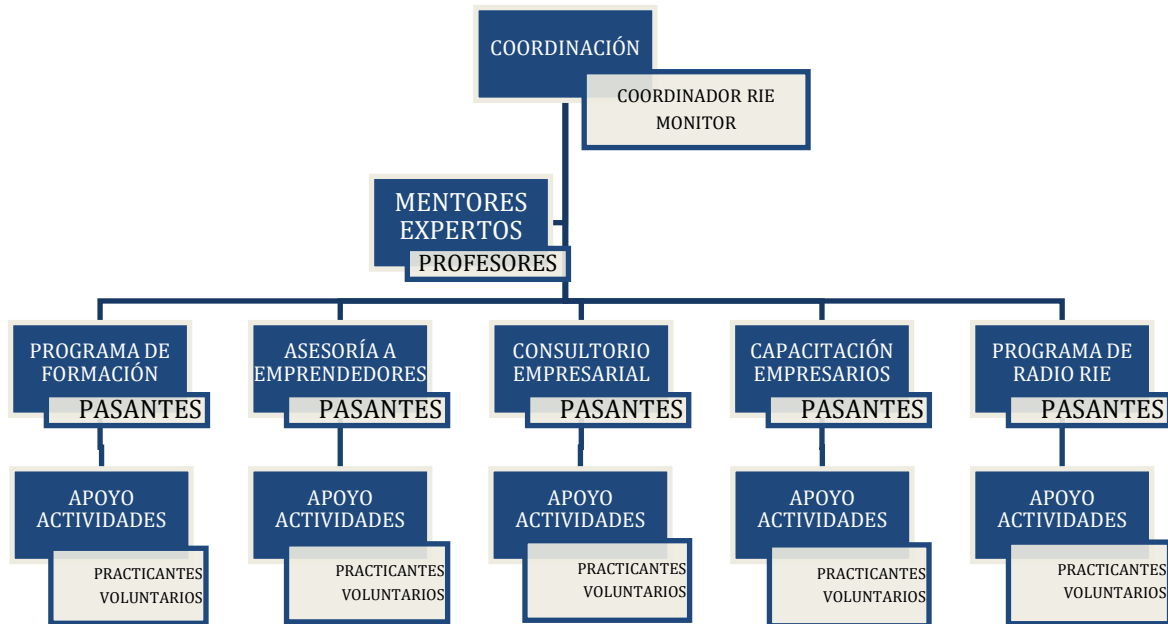 COORDINACIÓN
COORDINADOR RIE
MONITOR
MENTORES
EXPERTOS
PROFESORES
PROGRAMA DE
FORMACIÓN
PASANTES
ASESORÍA A
EMPRENDEDORES
PASANTES
CONSULTORIO
EMPRESARIAL
PASANTES
CAPACITACIÓN
EMPRESARIOS
PASANTES
PROGRAMA DE
RADIO RIE
PASANTES
APOYO
ACTIVIDADES
PRACTICANTES
VOLUNTARIOS
APOYO
ACTIVIDADES
PRACTICANTES
VOLUNTARIOS
APOYO
ACTIVIDADES
PRACTICANTES
VOLUNTARIOS
APOYO
ACTIVIDADES
PRACTICANTES
VOLUNTARIOS
APOYO
ACTIVIDADES
PRACTICANTES
VOLUNTARIOS